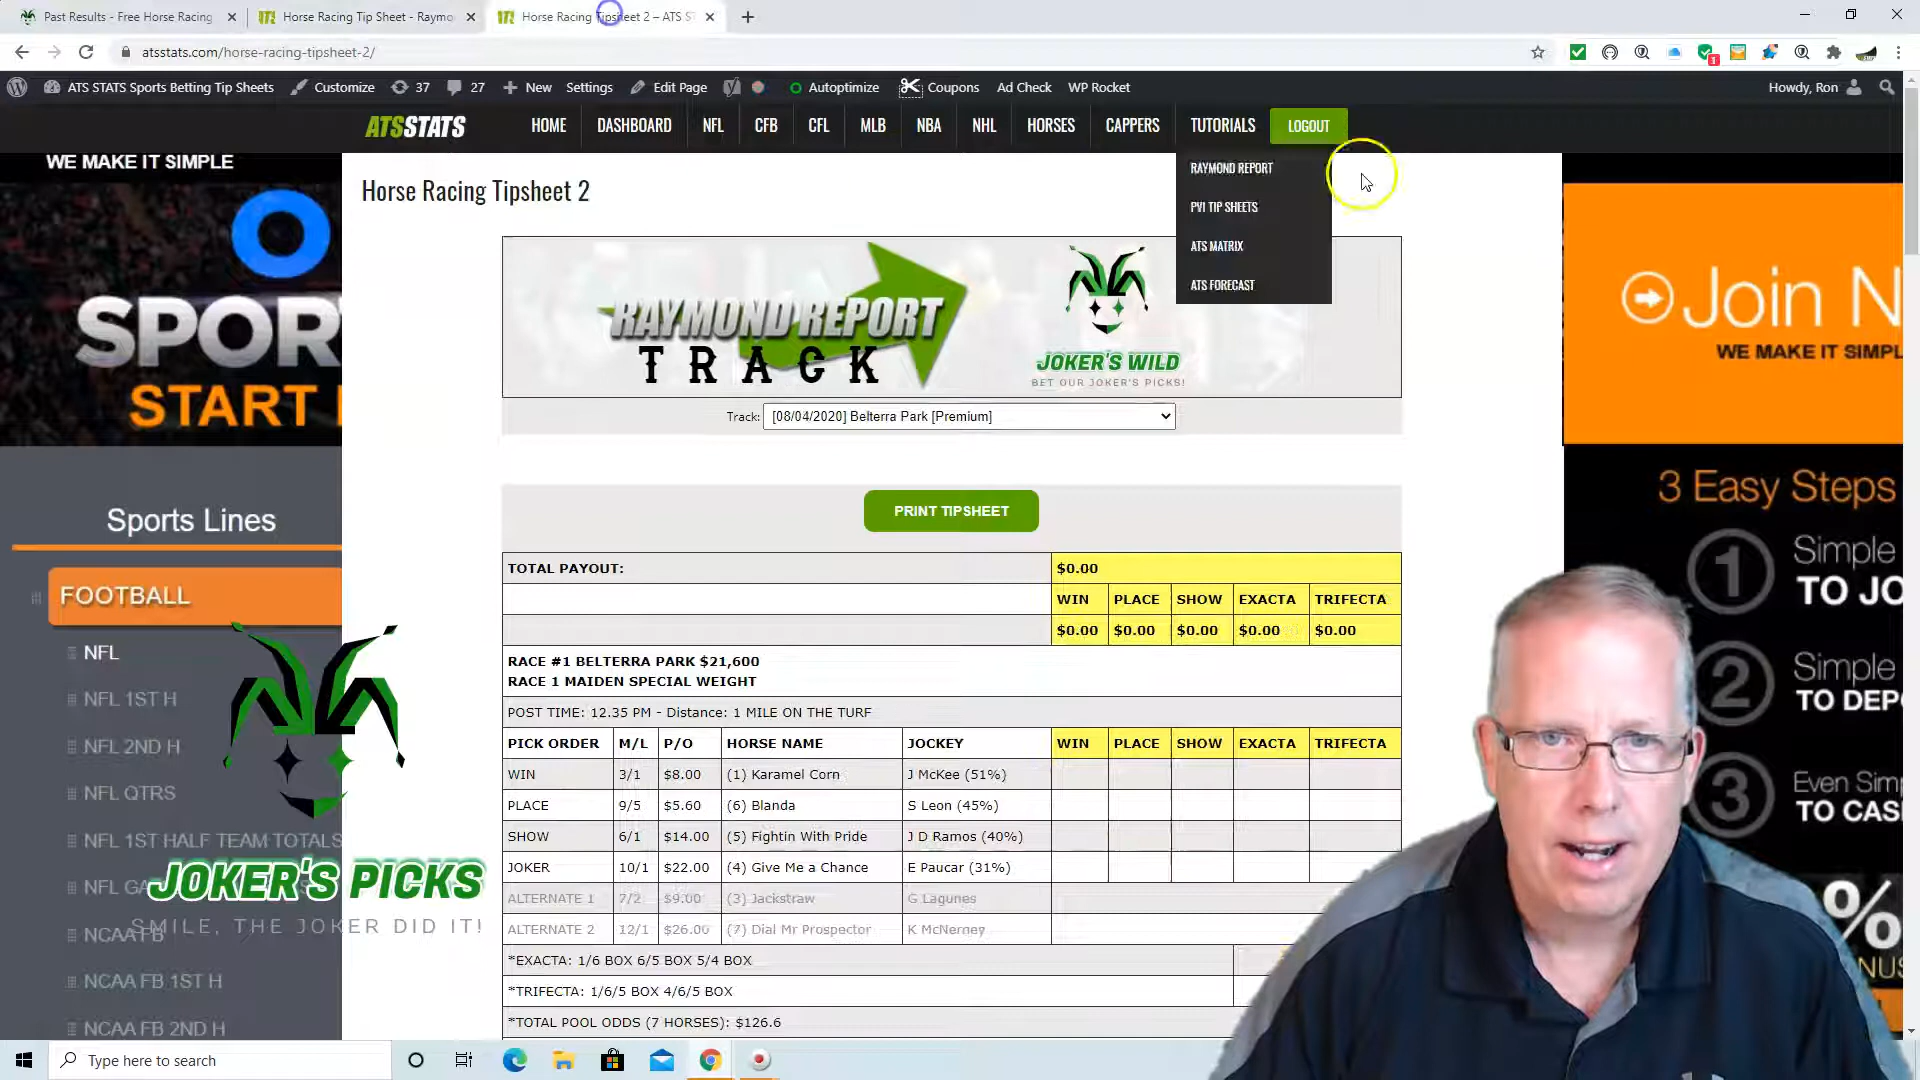 Past Results - Free Horse Racing
Horse Racing Tip Sheet - Raymo
Horse Racing Tipsheet 2 – ATS ST
atsstats.com/horse-racing-tipsheet-2/
ATS STATS Sports Betting Tip Sheets
Customize
37
27
New
Settings
Edit Page
Autoptimize
Coupons
Ad Check
WP Rocket
Howdy, Ron
ATSSTATS
HOME
DASHBOARD
NFL
CFB
CFL
MLB
NBA
NHL
HORSES
CAPPERS
TUTORIALS
LOGOUT
RAYMOND REPORT
PVI TIP SHEETS
ATS MATRIX
ATS FORECAST
WE MAKE IT SIMPLE
SPOR
START
Sports Lines
FOOTBALL
NFL
NFL 1ST H
NFL 2ND H
NFL QTRS
NFL 1ST HALF TEAM TOTALS
NFL GA
NCAA FB
NCAA FB 1ST H
NCAA FB 2ND H
JOKER'S PICKS
SMILE, THE JOKER DID IT!
Horse Racing Tipsheet 2
RAYMOND REPORT
TRACK
JOKER'S WILD
BET OUR JOKER'S PICKS!
Track: [08/04/2020] Belterra Park [Premium]
PRINT TIPSHEET
TOTAL PAYOUT: $0.00
WIN PLACE SHOW EXACTA TRIFECTA
$0.00 $0.00 $0.00 $0.00 $0.00
RACE #1 BELTERRA PARK $21,600
RACE 1 MAIDEN SPECIAL WEIGHT
POST TIME: 12.35 PM - Distance: 1 MILE ON THE TURF
PICK ORDER M/L P/O HORSE NAME JOCKEY WIN PLACE SHOW EXACTA TRIFECTA
WIN 3/1 $8.00 (1) Karamel Corn J McKee (51%)
PLACE 9/5 $5.60 (6) Blanda S Leon (45%)
SHOW 6/1 $14.00 (5) Fightin With Pride J D Ramos (40%)
JOKER 10/1 $22.00 (4) Give Me a Chance E Paucar (31%)
ALTERNATE 1 7/2 $9.00 (3) Jackstraw G Lagunes
ALTERNATE 2 12/1 $26.00 (7) Dial Mr Prospector K McNerney
*EXACTA: 1/6 BOX 6/5 BOX 5/4 BOX
*TRIFECTA: 1/6/5 BOX 4/6/5 BOX
*TOTAL POOL ODDS (7 HORSES): $126.6
Join N
WE MAKE IT SIMPL
3 Easy Steps
1 Simple
TO JO
2 Simple
TO DEP
3 Even Simp
TO CAS
%
NUS
Type here to search